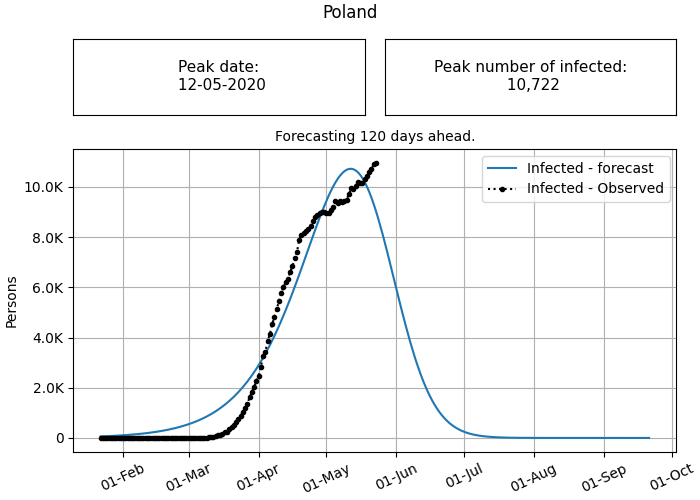 Poland
Peak date:
12-05-2020
Peak number of infected:
10,722
Forecasting 120 days ahead.
Infected - forecast
Infected - Observed
Persons
10.0K
8.0K
6.0K
4.0K
2.0K
0
01-Feb
01-Mar
01-Apr
01-May
01-Jun
01-Jul
01-Aug
01-Sep
01-Oct